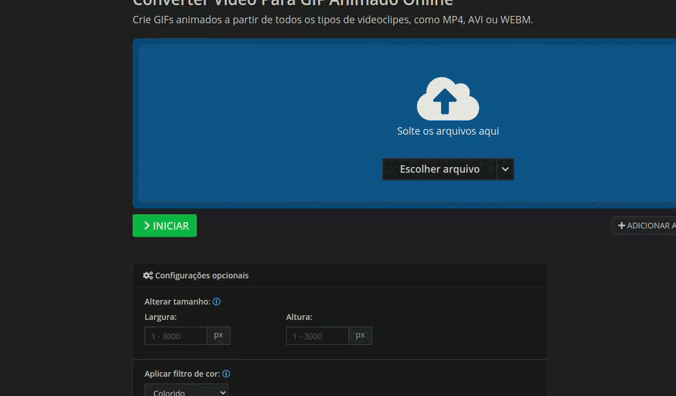 Converter Vídeo Para GIF Animado Online
Crie GIFs animados a partir de todos os tipos de videoclipes, como MP4, AVI ou WEBM.
Solte os arquivos aqui
Escolher arquivo
INICIAR
ADICIONAR A
Configurações opcionais
Alterar tamanho:
Largura: Altura:
1 - 3000 px 1 - 3000 px
Aplicar filtro de cor:
Colorido